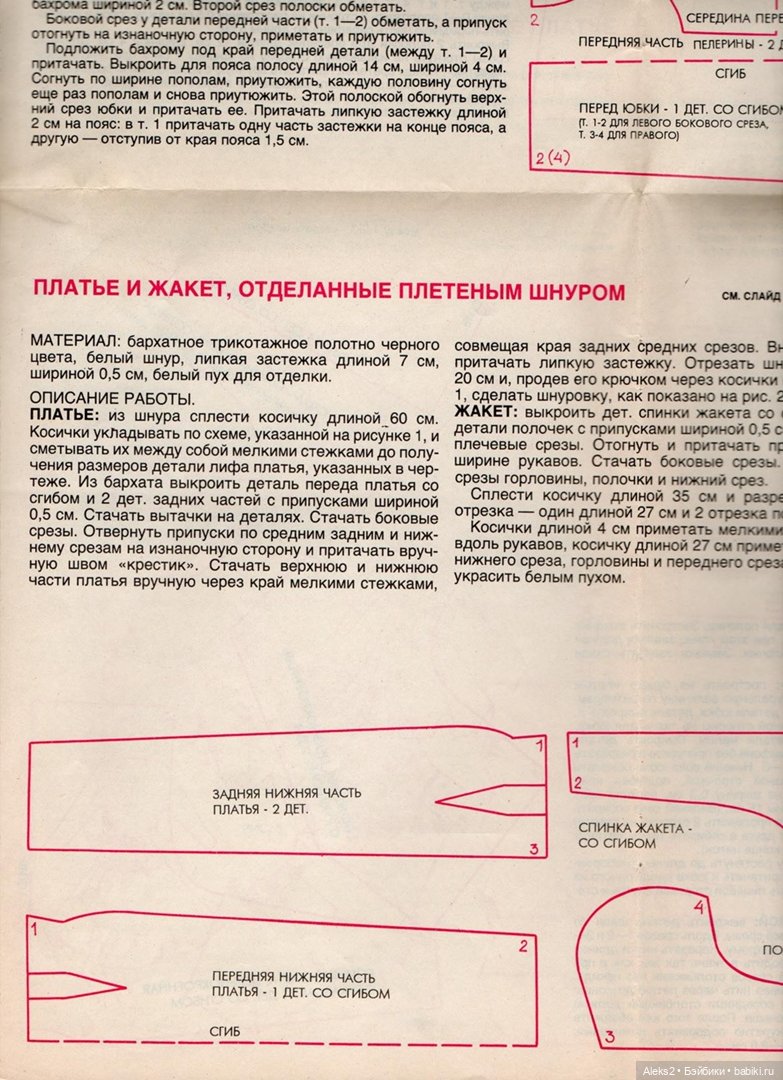 бахрома шириной 2 см. Второй срез полоски обметать.
Боковой срез у детали передней части (т. 1—2) обметать, а припуск
отогнуть на изнаночную сторону, приметать и приутюжить.
Подложить бахрому под край передней детали (между т. 1—2) и
притачать. Выкроить для пояса полосу длиной 14 см, шириной 4 см.
Согнуть по ширине пополам, приутюжить, каждую половину согнуть
еще раз пополам и снова приутюжить. Этой полоской обогнуть верх-
ний срез юбки и притачать ее. Притачать липкую застежку длиной
2 см на пояс: в т. 1 притачать одну часть застежки на конце пояса, а
другую — отступив от края пояса 1,5 см.
2
СЕРЕДИНА
ПЕРЕДНЯЯ ЧАСТЬ ПЕЛЕРИНЫ - 2
СГИБ
ПЕРЕД ЮБКИ - 1 ДЕТ. СО СГИБОМ
(Т. 1-2 ДЛЯ ЛЕВОГО БОКОВОГО СРЕЗА,
Т. 3-4 ДЛЯ ПРАВОГО)
2 (4)
ПЛАТЬЕ И ЖАКЕТ, ОТДЕЛАННЫЕ ПЛЕТЕНЫМ ШНУРОМ
СМ. СЛАЙД
МАТЕРИАЛ: бархатное трикотажное полотно черного
цвета, белый шнур, липкая застежка длиной 7 см,
шириной 0,5 см, белый пух для отделки.
ОПИСАНИЕ РАБОТЫ.
ПЛАТЬЕ: из шнура сплести косичку длиной 60 см.
Косички укладывать по схеме, указанной на рисунке 1, и
сметывать их между собой мелкими стежками до полу-
чения размеров детали лифа платья, указанных в чер-
теже. Из бархата выкроить деталь переда платья со
сгибом и 2 дет. задних частей с припусками шириной
0,5 см. Стачать вытачки на деталях. Стачать боковые
срезы. Отвернуть припуски по средним задним и ниж-
нему срезам на изнаночную сторону и притачать вруч-
ную швом «крестик». Стачать верхнюю и нижнюю
части платья вручную через край мелкими стежками,
совмещая края задних средних срезов.
притачать липкую застежку. Отрезать
20 см и, продев его крючком через косички
1, сделать шнуровку, как показано на рис. 2
ЖАКЕТ: выкроить дет. спинки жакета со
детали полочек с припусками шириной 0,5
плечевые срезы. Отогнуть и притачать
ширине рукавов. Стачать боковые срезы.
срезы горловины, полочки и нижний срез.
Сплести косичку длиной 35 см и
отрезка — один длиной 27 см и 2 отрезка
Косички длиной 4 см приметать мелкими
вдоль рукавов, косичку длиной 27 см
нижнего среза, горловины и переднего
украсить белым пухом.
1
ЗАДНЯЯ НИЖНЯЯ ЧАСТЬ
ПЛАТЬЯ - 2 ДЕТ.
3
1
2
СПИНКА ЖАКЕТА -
СО СГИБОМ
1
2
ПЕРЕДНЯЯ НИЖНЯЯ ЧАСТЬ
ПЛАТЬЯ - 1 ДЕТ. СО СГИБОМ
СГИБ
4
3
Aleks2 • Бэйбики • babiki.ru